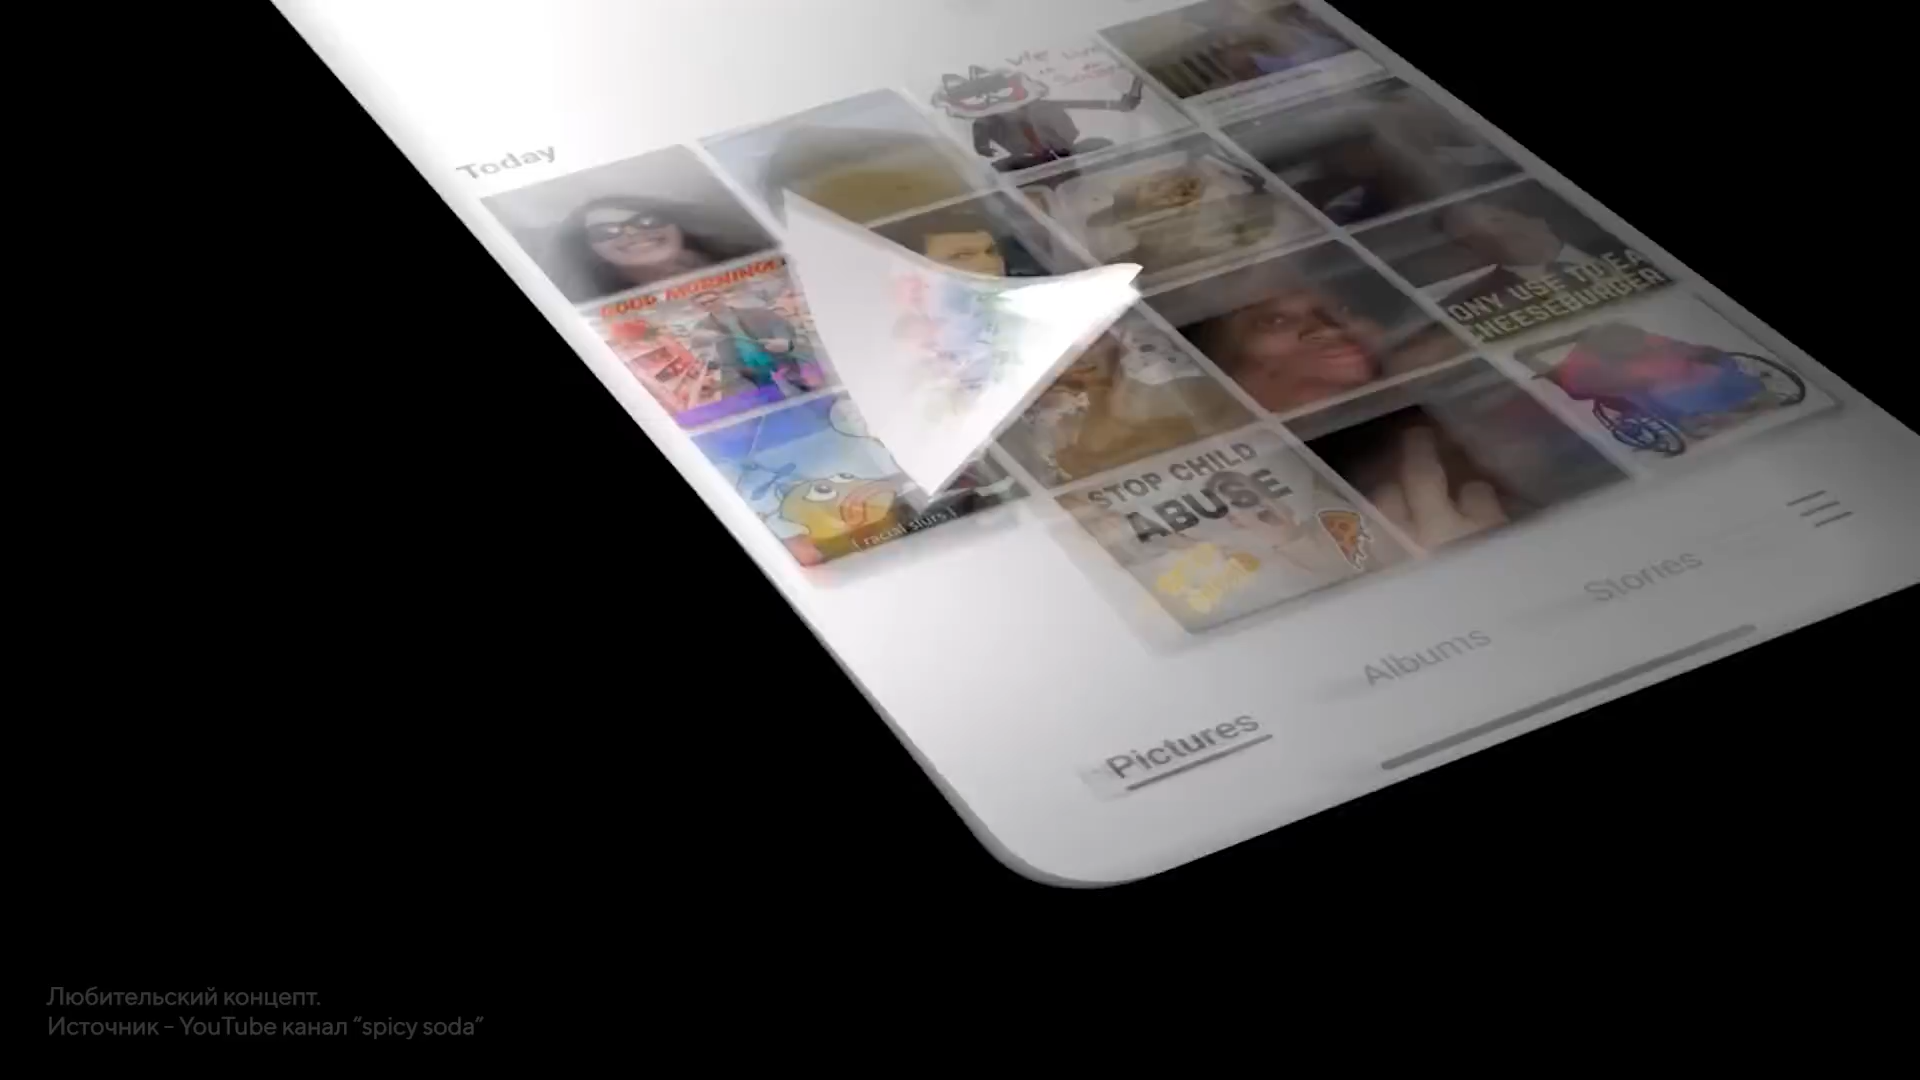 Today
GOOD MORNING
ONY USE TO EA
CHEESEBURGER
STOP CHILD
ABUSE
( racial slurs )
Stories
Albums
Pictures
Любительский концепт.
Источник – YouTube канал “spicy soda”